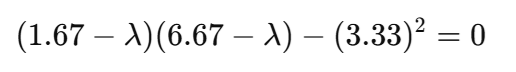 (1.67 − λ)(6.67 − λ) − (3.33)² = 0